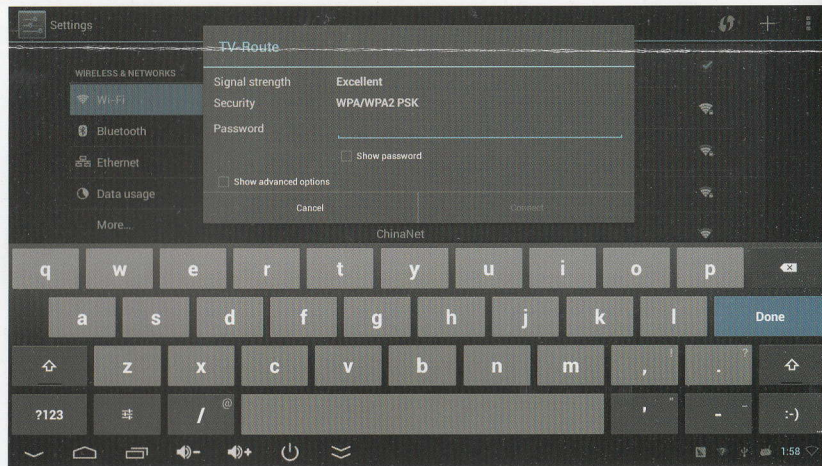 Settings
TV-Route
WIRELESS & NETWORKS
Signal strength Excellent
Wi-Fi
Security WPA/WPA2 PSK
Bluetooth
Password
Ethernet
Show password
Data usage
Show advanced options
Cancel Connect
More...
ChinaNet
q w e r t y u i o p
a s d f g h j k l Done
z x c v b n m , ! . ?
?123 / @ ' " - _ :-)
1:58